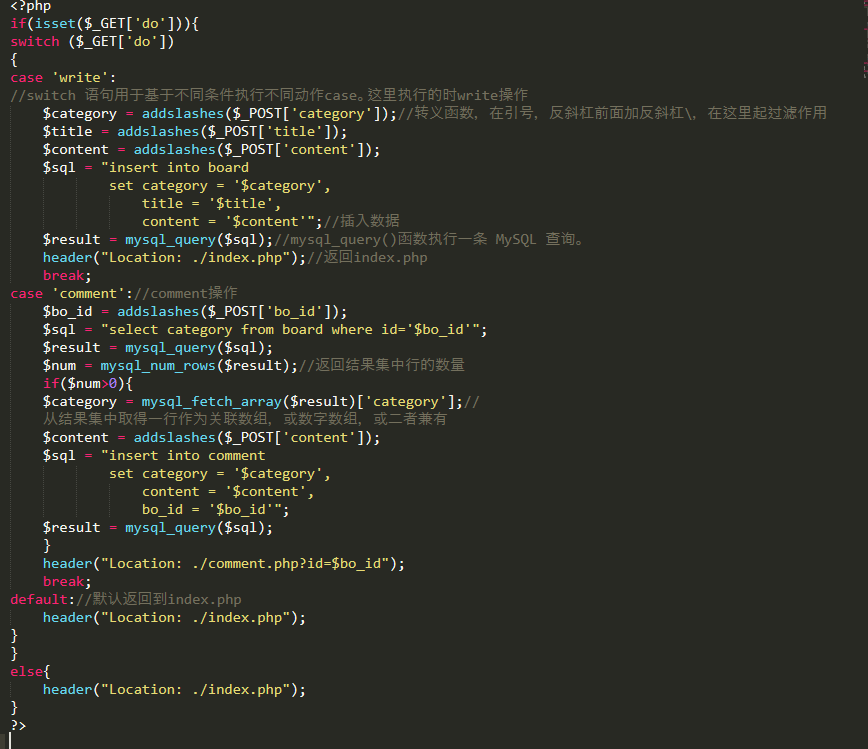 <?php
if(isset($_GET['do'])){
switch ($_GET['do'])
{
case 'write':
//switch 语句用于基于不同条件执行不同动作case。这里执行的时write操作
    $category = addslashes($_POST['category']);//转义函数, 在引号, 反斜杠前面加反斜杠\, 在这里起过滤作用
    $title = addslashes($_POST['title']);
    $content = addslashes($_POST['content']);
    $sql = "insert into board
            set category = '$category',
                title = '$title',
                content = '$content'";//插入数据
    $result = mysql_query($sql);//mysql_query()函数执行一条 MySQL 查询。
    header("Location: ./index.php");//返回index.php
    break;
case 'comment'://comment操作
    $bo_id = addslashes($_POST['bo_id']);
    $sql = "select category from board where id='$bo_id'";
    $result = mysql_query($sql);
    $num = mysql_num_rows($result);//返回结果集中行的数量
    if($num>0){
    $category = mysql_fetch_array($result)['category'];//
    从结果集中取得一行作为关联数组, 或数字数组, 或二者兼有
    $content = addslashes($_POST['content']);
    $sql = "insert into comment
            set category = '$category',
                content = '$content',
                bo_id = '$bo_id'";
    $result = mysql_query($sql);
    }
    header("Location: ./comment.php?id=$bo_id");
    break;
default://默认返回到index.php
    header("Location: ./index.php");
}
}
else{
    header("Location: ./index.php");
}
?>